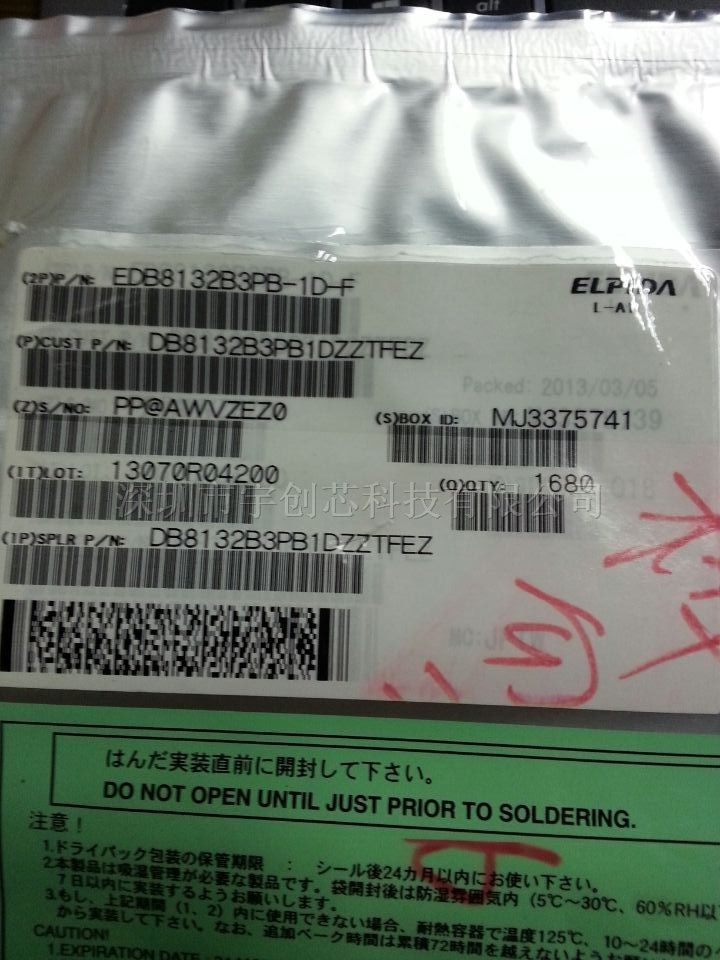 alt
(2P)P/N: EDB8132B3PB-1D-F
ELPIDA
(P)CUST P/N: DB8132B3PB1DZZTFEZ
Packed: 2013/03/05
(Z)S/NO: PP@AWVZEZ0
(S)BOX ID: MJ33757413
(1T)LOT: 13070R04200
(Q)QTY: 1680
深圳市宇创芯科技有限公司
(1P)SPLR P/N: DB8132B3PB1DZZTFEZ
はんだ実装直前に開封して下さい。
DO NOT OPEN UNTIL JUST PRIOR TO SOLDERING.
注意！
1.ドライパック包装の保管期限 : シール後24カ月以内にお使い下さい。
2.本製品は吸湿管理が必要な製品です。袋開封後は防湿雰囲気内 (5℃~30℃、60%RH以下
7日以内に実装するようお願いします。
3.もし、上記期間 (1、2) 内に使用できない場合、耐熱容器で温度125℃、10~24時間の
から実装して下さい。なお、追加ベーク時間は累積72時間を越えないようお願い
CAUTION!
1.EXPIRATION DATE